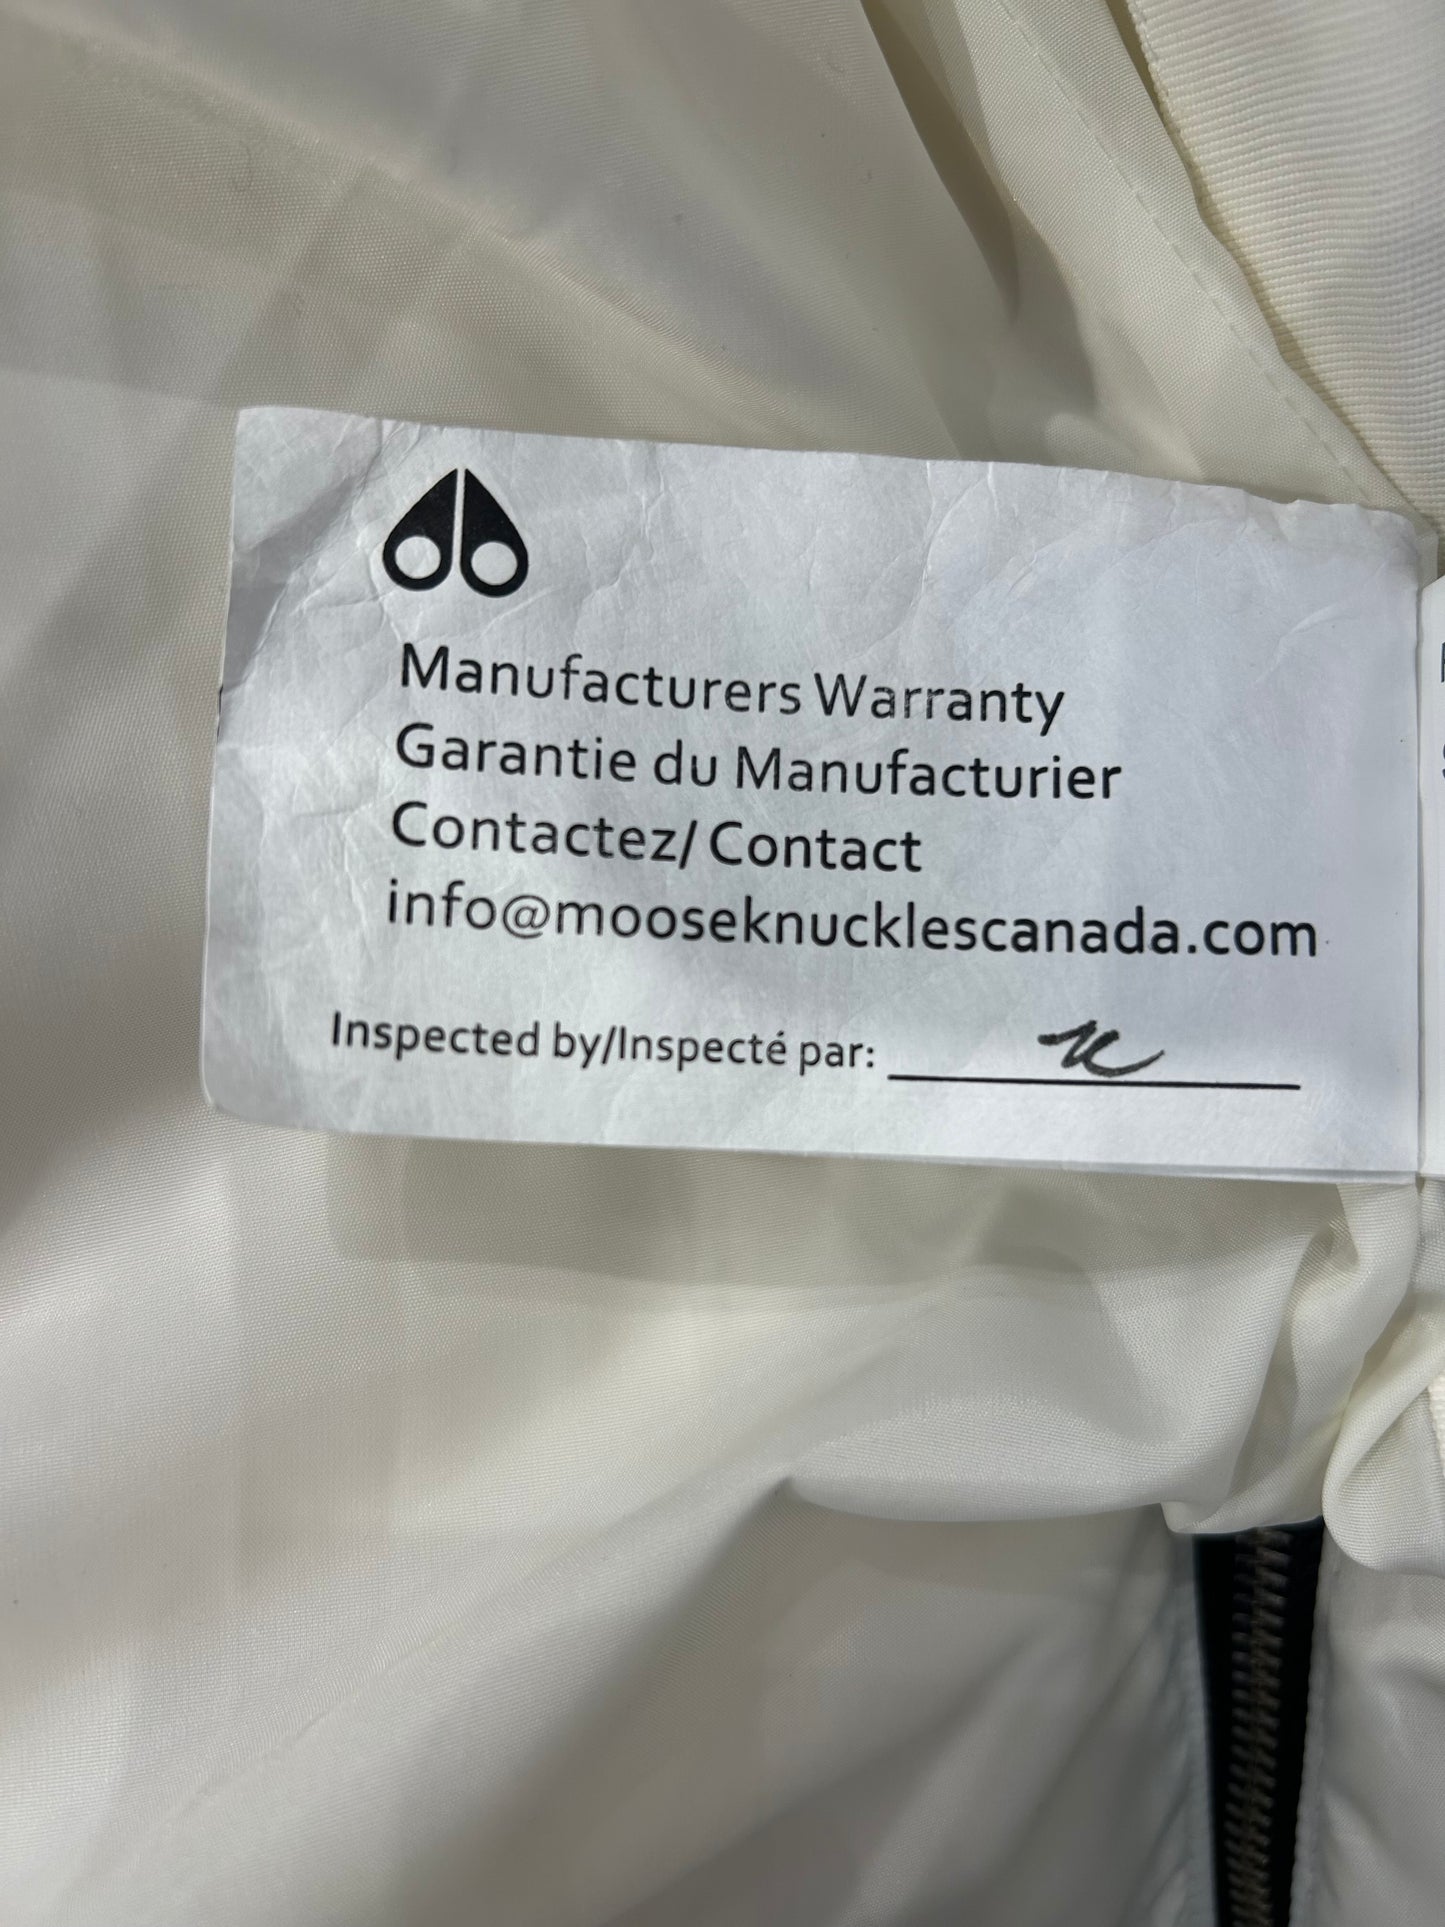 Manufacturers Warranty
Garantie du Manufacturier
Contactez/ Contact
info@mooseknucklescanada.com
Inspected by/Inspecté par: